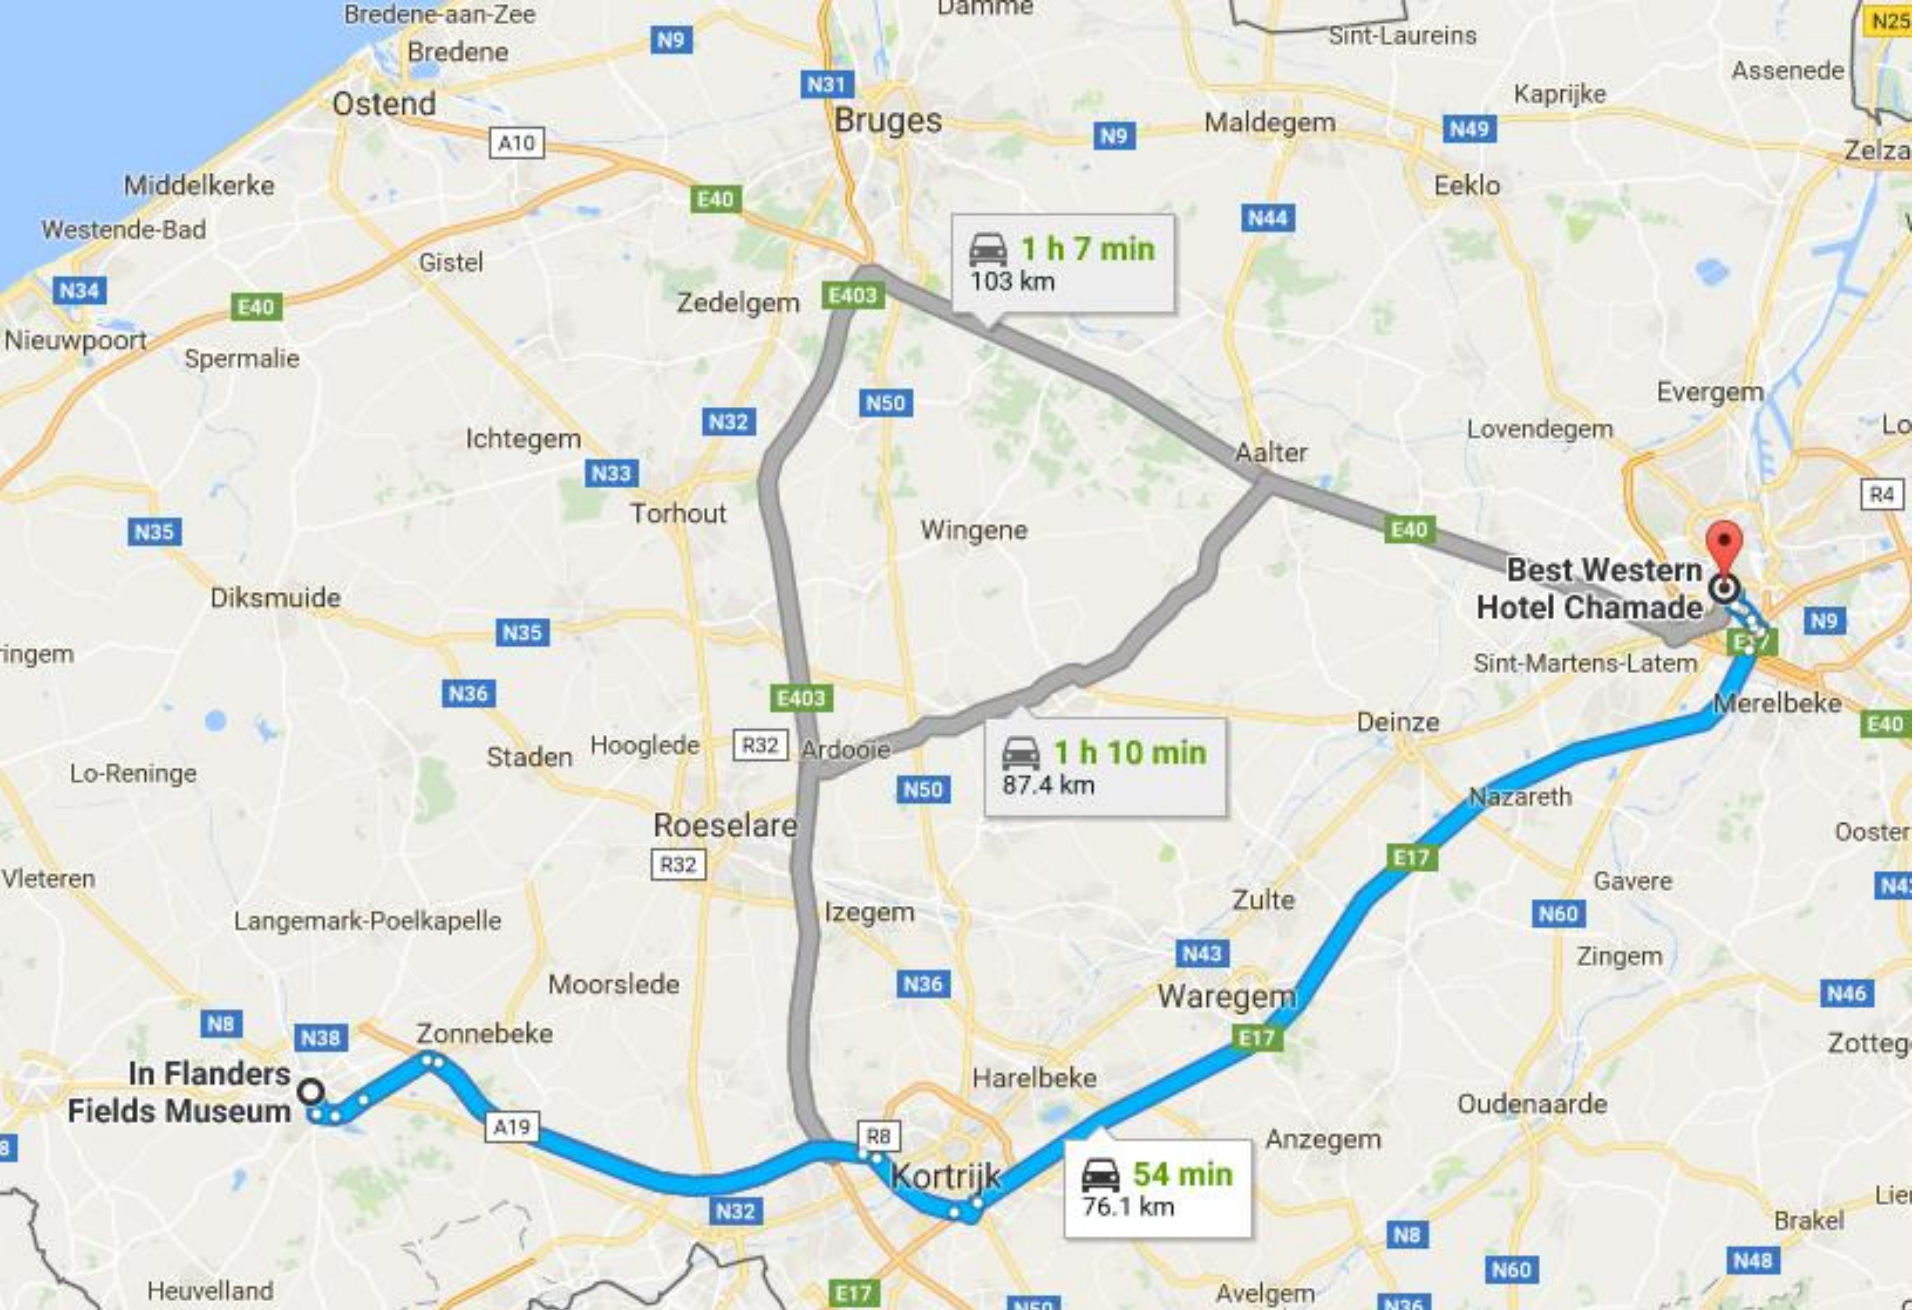 Bredene-aan-Zee
Damme
N25
N9
Sint-Laureins
Bredene
Assenede
N31
Kaprijke
Ostend
Bruges
Maldegem
N49
A10
N9
Middelkerke
Eeklo
E40
Westende-Bad
N44
Gistel
1 h 7 min
103 km
N34
E40
Zedelgem
E403
Nieuwpoort
Spermalie
Evergem
N50
N32
Lovendegem
Ichtegem
Aalter
N33
R4
Torhout
N35
Wingene
E40
Best Western
Hotel Chamade
Diksmuide
N35
N9
Sint-Martens-Latem
N36
E403
Merelbeke
Deinze
E40
R32
Ardooie
Hooglede
Staden
1 h 10 min
87.4 km
Lo-Reninge
N50
Nazareth
Roeselare
R32
E17
Vleteren
Gavere
Zulte
Izegem
N60
Langemark-Poelkapelle
N43
Zingem
Moorslede
N36
Waregem
N46
N8
N38
Zonnebeke
E17
In Flanders
Fields Museum
Harelbeke
Oudenaarde
A19
R8
Anzegem
Kortrijk
54 min
76.1 km
N32
Brakel
N8
N48
N60
Heuvelland
E17
Avelgem
N50
N36